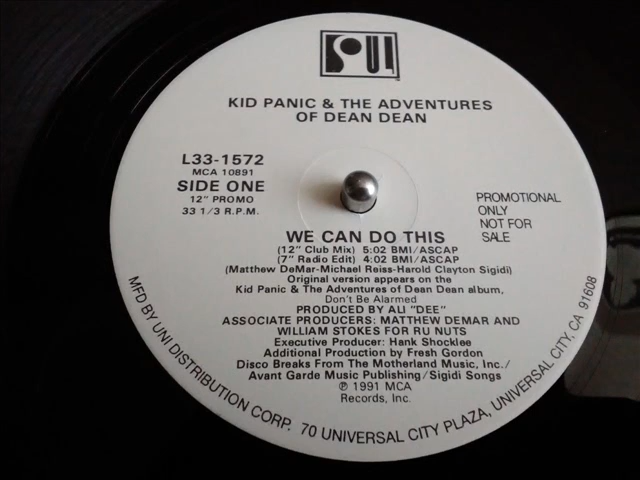 SOUL
KID PANIC & THE ADVENTURES
OF DEAN DEAN
L33-1572
MCA 10891
SIDE ONE
12" PROMO
33 1/3 R.P.M.
PROMOTIONAL
ONLY
NOT FOR
SALE
WE CAN DO THIS
(12" Club Mix) 5:02 BMI/ASCAP
(7" Radio Edit) 4:02 BMI/ASCAP
(Matthew DeMar-Michael Reiss-Harold Clayton Sigidi)
Original version appears on the
Kid Panic & The Adventures of Dean Dean album,
Don't Be Alarmed
PRODUCED BY ALI "DEE"
ASSOCIATE PRODUCERS: MATTHEW DEMAR AND
WILLIAM STOKES FOR RU NUTS
Executive Producer: Hank Shocklee
Additional Production by Fresh Gordon
Disco Breaks From The Motherland Music, Inc./
Avant Garde Music Publishing/Sigidi Songs
℗ 1991 MCA
Records, Inc.
MFD BY UNI DISTRIBUTION CORP. 70 UNIVERSAL CITY PLAZA, UNIVERSAL CITY, CA 91608